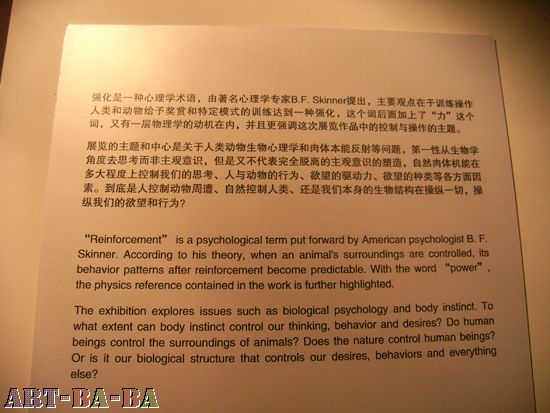 强化是一种心理学术语，由著名心理学专家B.F. Skinner提出，主要观点在于训练操作
人类和动物给予奖赏和特定模式的训练达到一种强化，这个词后面加上了“力”这个
词，又有一层物理学的动机在内，并且更强调这次展览作品中的控制与操作的主题。
展览的主题和中心是关于人类动物生物心理学和肉体本能反射等问题，第一性从生物学
角度去思考而非主观意识，但是又不代表完全脱离的主观意识的塑造，自然肉体机能在
多大程度上控制我们的思考、人与动物的行为、欲望的驱动力、欲望的种类等各方面因
素。到底是人控制动物周遭、自然控制人类、还是我们本身的生物结构在操纵一切，操
纵我们的欲望和行为？
“Reinforcement” is a psychological term put forward by American psychologist B. F.
Skinner. According to his theory, when an animal's surroundings are controlled, its
behavior patterns after reinforcement become predictable. With the word “power”,
the physics reference contained in the work is further highlighted.
The exhibition explores issues such as biological psychology and body instinct. To
what extent can body instinct control our thinking, behavior and desires? Do human
beings control the surroundings of animals? Does the nature control human beings?
Or is it our biological structure that controls our desires, behaviors and everything
else?
ART-BA-BA